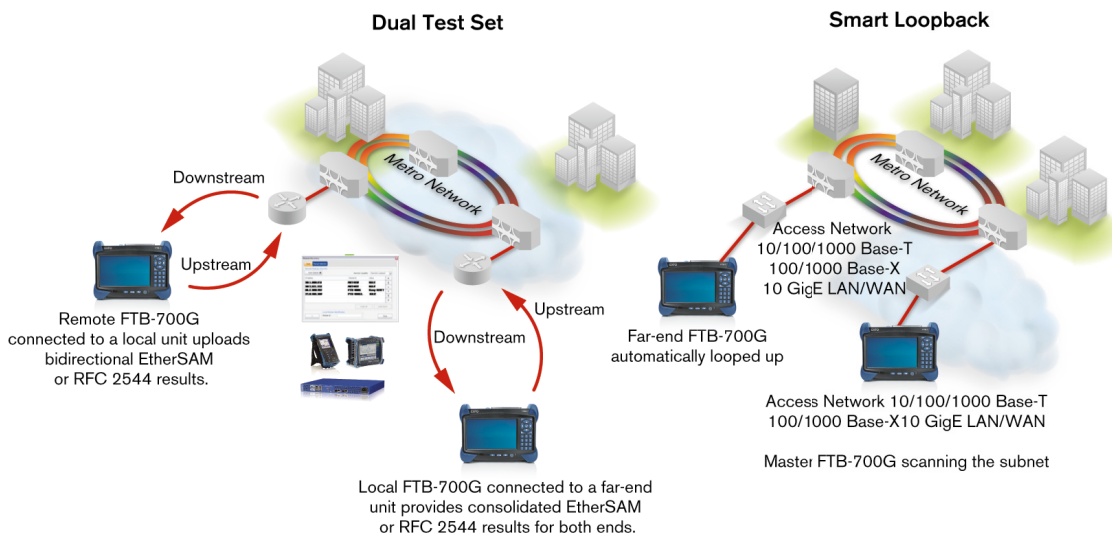 Dual Test Set
Metro Network
Downstream
Upstream
Remote FTB-700G
connected to a local unit uploads
bidirectional EtherSAM
or RFC 2544 results.
Upstream
Downstream
Local FTB-700G connected to a far-end
unit provides consolidated EtherSAM
or RFC 2544 results for both ends.
Smart Loopback
Metro Network
Access Network
10/100/1000 Base-T
100/1000 Base-X
10 GigE LAN/WAN
Far-end FTB-700G
automatically looped up
Access Network 10/100/1000 Base-T
100/1000 Base-X10 GigE LAN/WAN
Master FTB-700G scanning the subnet